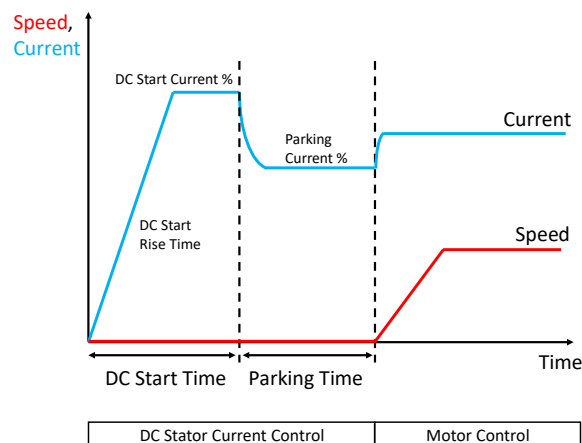 Speed,
Current
DC Start Current %
Parking
Current %
Current
DC Start
Rise Time
Speed
Time
DC Start Time
Parking Time
DC Stator Current Control
Motor Control